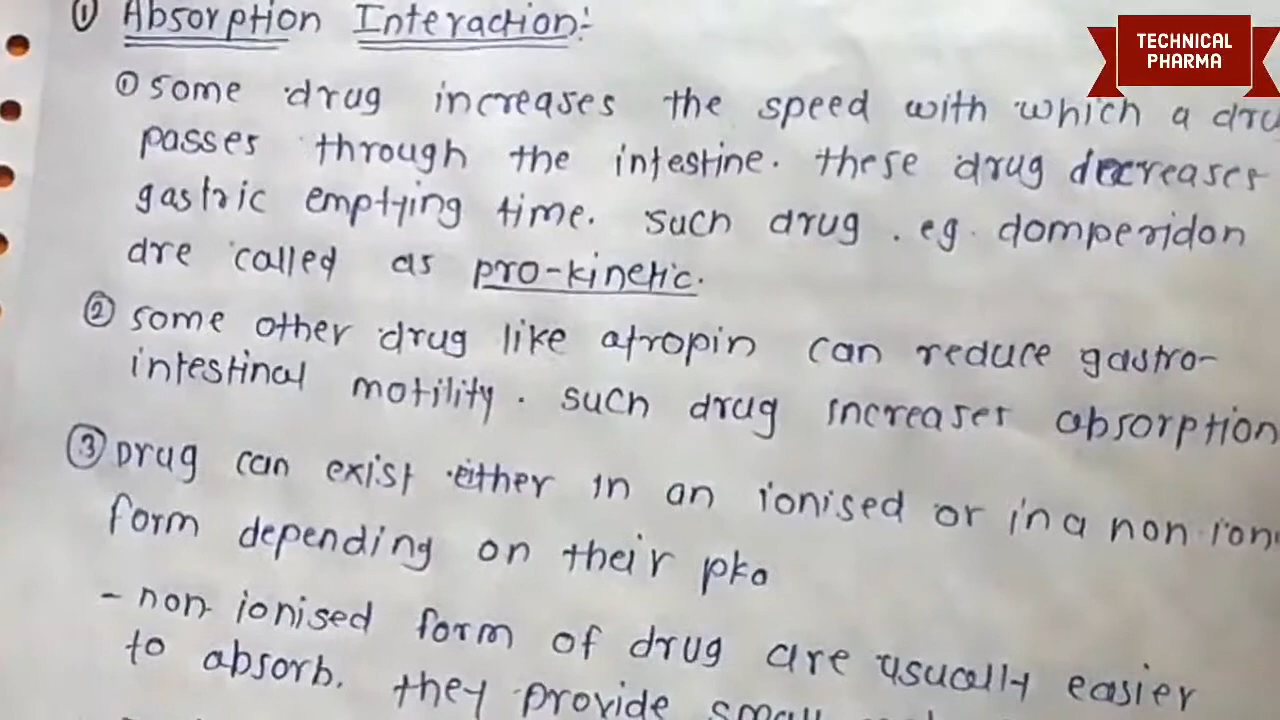 ① Absorption Interaction:-
① some drug increases the speed with which a dru
passes through the intestine. these drug decreases
gastric emptying time. such drug . eg. domperidon
are called as pro-kinetic.
② some other drug like atropin can reduce gastro-
intestinal motility. such drug increases absorption
③ Drug can exist either in an ionised or in a non-ion
form depending on their pka
- non-ionised form of drug are usually easier
to absorb. they provide small
TECHNICAL
PHARMA